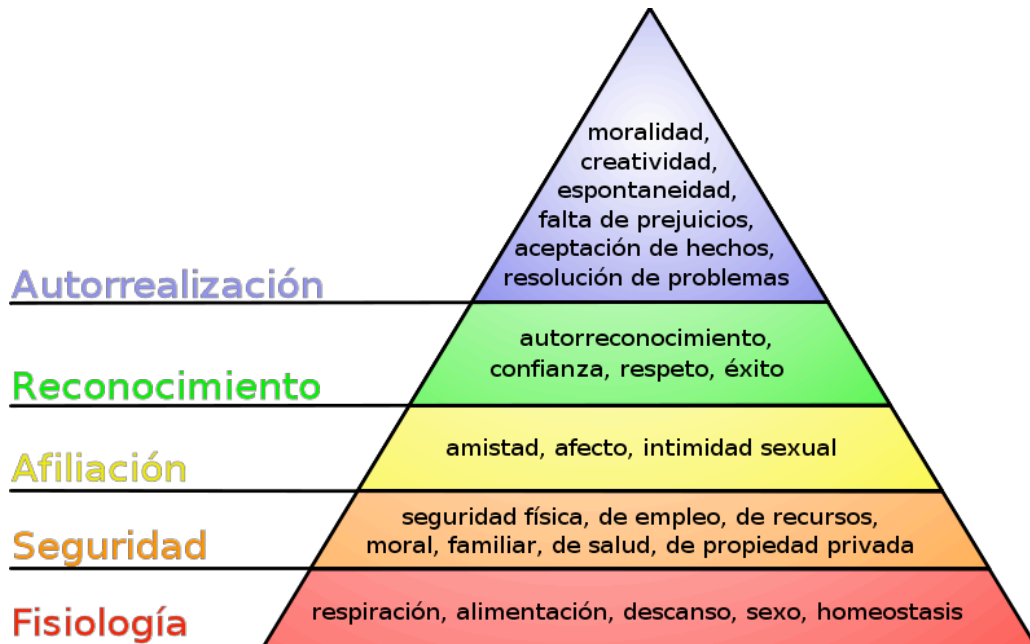 moralidad,
creatividad,
espontaneidad,
falta de prejuicios,
aceptación de hechos,
resolución de problemas
Autorrealización
autorreconocimiento,
confianza, respeto, éxito
Reconocimiento
amistad, afecto, intimidad sexual
Afiliación
seguridad física, de empleo, de recursos,
moral, familiar, de salud, de propiedad privada
Seguridad
respiración, alimentación, descanso, sexo, homeostasis
Fisiología